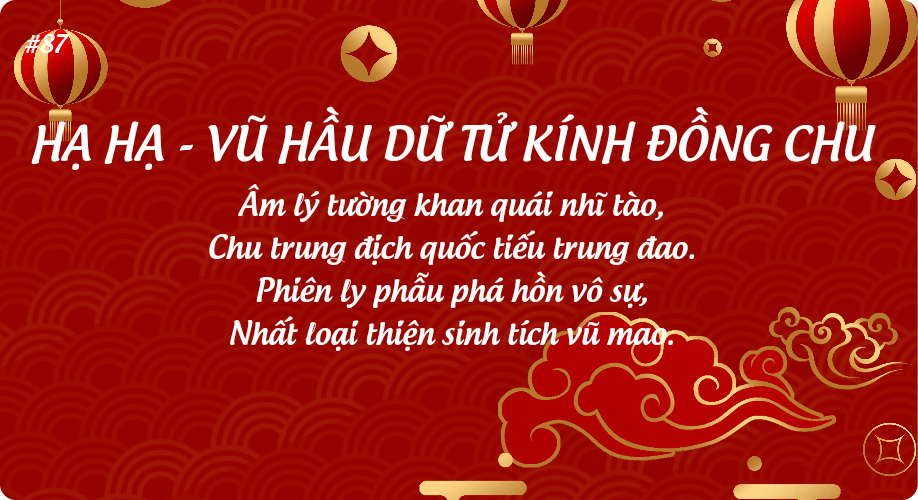 #87
HẠ HẠ - VŨ HẦU DỮ TỬ KÍNH ĐỒNG CHU
Âm lý tường khan quái nhĩ tào,
Chu trung địch quốc tiếu trung đao.
Phiên ly phẫu phá hồn vô sự,
Nhất loại thiện sinh tích vũ mao.